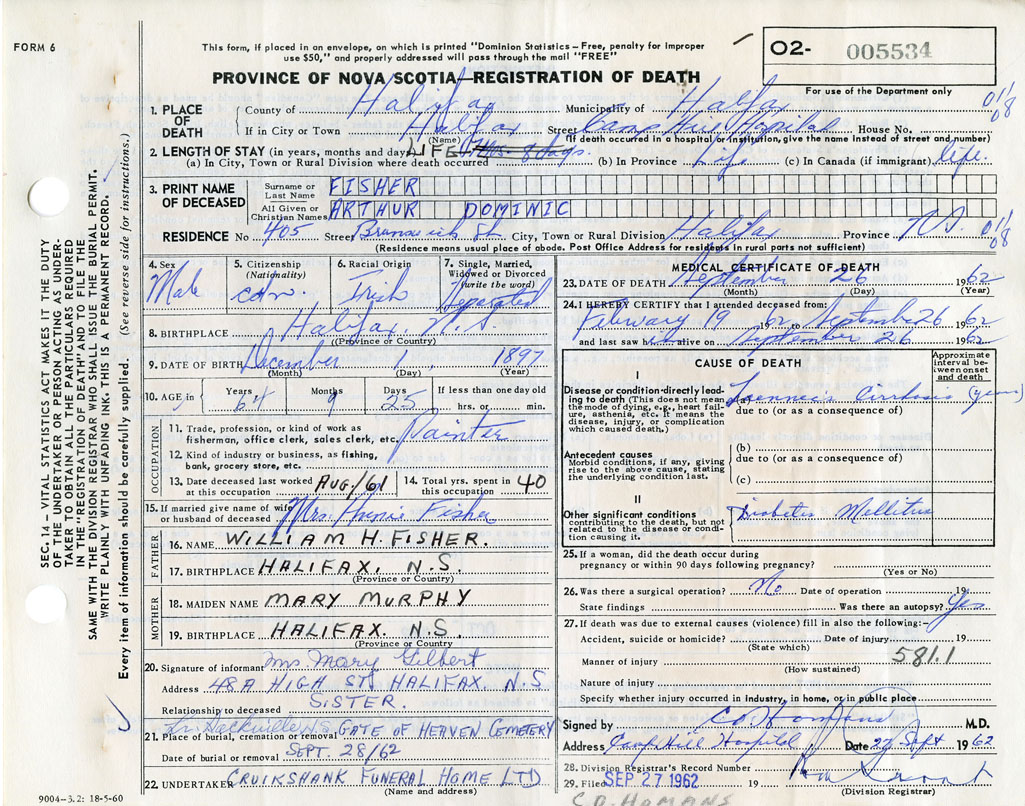 FORM 6
This form, if placed in an envelope, on which is printed "Dominion Statistics – Free, penalty for improper
use $50," and properly addressed will pass through the mail "FREE"
02- 005534
For use of the Department only
PROVINCE OF NOVA SCOTIA–REGISTRATION OF DEATH
1. PLACE OF DEATH County of Halifax Municipality of Halifax
If in City or Town Halifax Street Camp Hill Hospital House No.
(Name) (If death occurred in a hospital or institution, give the name instead of street and number)
2. LENGTH OF STAY (in years, months and days) LIFE 8 days.
(a) In City, Town or Rural Division where death occurred (b) In Province Life (c) In Canada (if immigrant) life.
3. PRINT NAME OF DECEASED Surname or Last Name FISHER
All Given or Christian Names ARTHUR DOMINIC
RESIDENCE No 405 Street Brunswick St. City, Town or Rural Division Halifax Province N.S.
(Residence means usual place of abode. Post Office Address for residents in rural parts not sufficient)
4. Sex Male
5. Citizenship (Nationality) cdn.
6. Racial Origin Irish
7. Single, Married, Widowed or Divorced (write the word) Separated
8. BIRTHPLACE Halifax, N.S.
(Province or Country)
9. DATE OF BIRTH December 1, 1897
(Month) (Day) (Year)
10. AGE Years 64 Months 9 Days 25 If less than one day old hrs. or min.
OCCUPATION
11. Trade, profession, or kind of work as fisherman, office clerk, sales clerk, etc. Painter
12. Kind of industry or business, as fishing, bank, grocery store, etc.
13. Date deceased last worked at this occupation AUG/61 14. Total yrs. spent in this occupation 40
15. If married give name of wife or husband of deceased Mrs. Fisher
FATHER
16. NAME WILLIAM H. FISHER.
17. BIRTHPLACE HALIFAX. N.S.
(Province or Country)
MOTHER
18. MAIDEN NAME MARY MURPHY
19. BIRTHPLACE HALIFAX. N.S.
(Province or Country)
20. Signature of informant Mrs Mary Gilbert
Address 48A HIGH ST. HALIFAX. N.S
Relationship to deceased SISTER.
Lr. Sackville N.S.
21. Place of burial, cremation or removal GATE OF HEAVEN CEMETERY
Date of burial or removal SEPT. 28/62
22. UNDERTAKER CRUIKSHANK FUNERAL HOME LTD
(Name and address)
9004–3.2: 18-5-60
MEDICAL CERTIFICATE OF DEATH
23. DATE OF DEATH September 26 1962
(Month) (Day) (Year)
24. I HEREBY CERTIFY that I attended deceased from:
February 19 1962 to September 26 1962
and last saw h alive on September 26 1962
CAUSE OF DEATH
Approximate interval between onset and death
I
Disease or condition directly leading to death (This does not mean the mode of dying, e.g., heart failure, asthenia, etc. It means the disease, injury, or complication which caused death.)
(a) Laennec's Cirrhosis (years)
due to (or as a consequence of)
Antecedent causes
Morbid conditions, if any, giving rise to the above cause, stating the underlying condition last.
(b)
due to (or as a consequence of)
(c)
II
Other significant conditions contributing to the death, but not related to the disease or condition causing it.
Diabetes Mellitus
25. If a woman, did the death occur during pregnancy or within 90 days following pregnancy?
(Yes or No)
26. Was there a surgical operation? No Date of operation 19
State findings Was there an autopsy? Yes
27. If death was due to external causes (violence) fill in also the following:–
Accident, suicide or homicide? Date of injury 19
(State which)
581.1
Manner of injury
(How sustained)
Nature of injury
Specify whether injury occurred in industry, in home, or in public place
Signed by C.D. Homans M.D.
Address Camp Hill Hospital Date 27 Sept 1962
28. Division Registrar's Record Number
29. Filed SEP 27 1962
(Division Registrar)
C.D. HOMANS
SEC. 14 – VITAL STATISTICS ACT MAKES IT THE DUTY
OF THE UNDERTAKER OR PERSON ACTING AS UNDER-
TAKER TO OBTAIN ALL THE PARTICULARS REQUIRED
IN THE "REGISTRATION OF DEATH" AND TO FILE THE
SAME WITH THE DIVISION REGISTRAR WHO SHALL ISSUE THE BURIAL PERMIT.
WRITE PLAINLY WITH UNFADING INK. THIS IS A PERMANENT RECORD.
Every item of information should be carefully supplied. (See reverse side for instructions.)